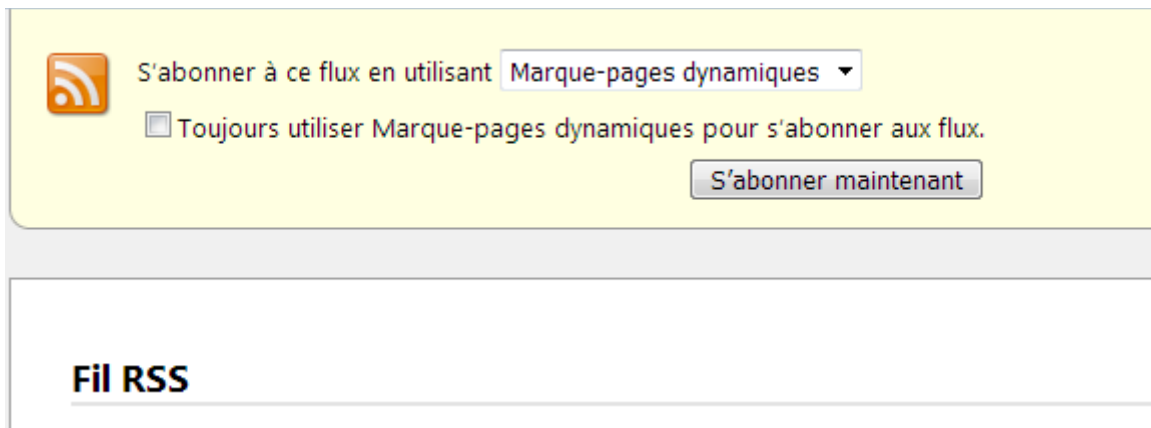 S'abonner à ce flux en utilisant Marque-pages dynamiques
Toujours utiliser Marque-pages dynamiques pour s'abonner aux flux.
S'abonner maintenant
Fil RSS